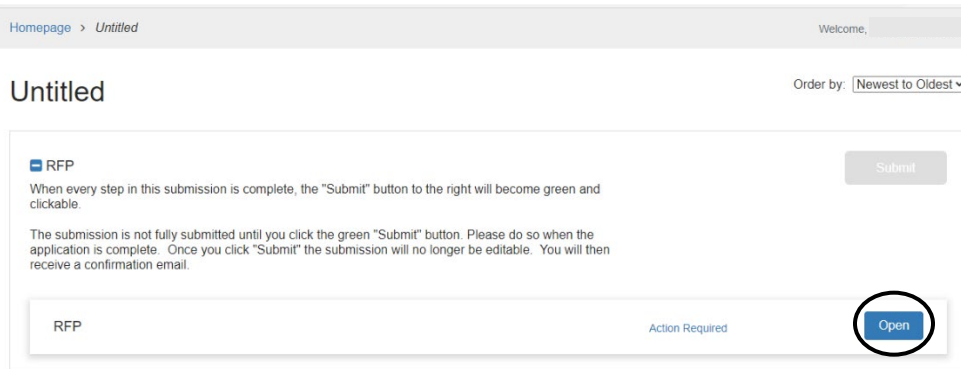 Homepage > Untitled
Welcome,
Untitled
Order by: Newest to Oldest
RFP
Submit
When every step in this submission is complete, the "Submit" button to the right will become green and
clickable.
The submission is not fully submitted until you click the green "Submit" button. Please do so when the
application is complete. Once you click "Submit" the submission will no longer be editable. You will then
receive a confirmation email.
RFP
Action Required
Open